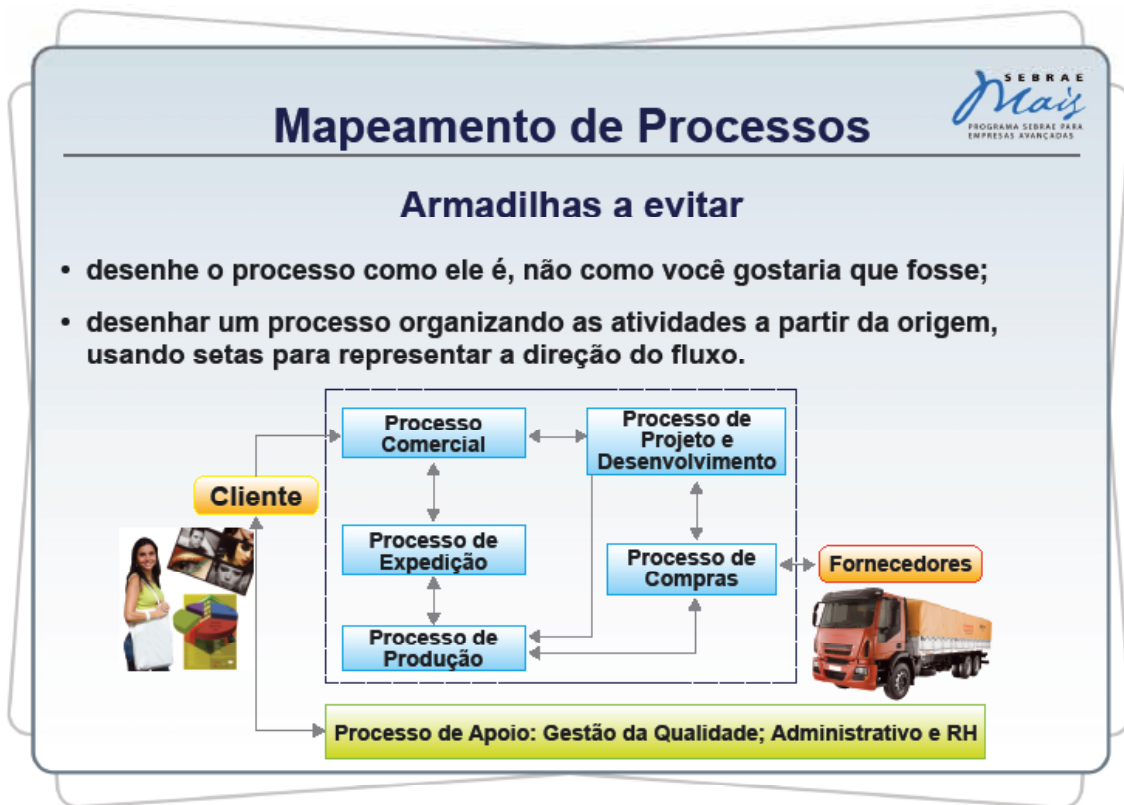 SEBRAE
Mais
PROGRAMA SEBRAE PARA
EMPRESAS AVANÇADAS
Mapeamento de Processos
Armadilhas a evitar
• desenhe o processo como ele é, não como você gostaria que fosse;
• desenhar um processo organizando as atividades a partir da origem,
usando setas para representar a direção do fluxo.
Processo
Comercial
Processo de
Projeto e
Desenvolvimento
Cliente
Processo de
Expedição
Processo de
Compras
Fornecedores
Processo de
Produção
Processo de Apoio: Gestão da Qualidade; Administrativo e RH